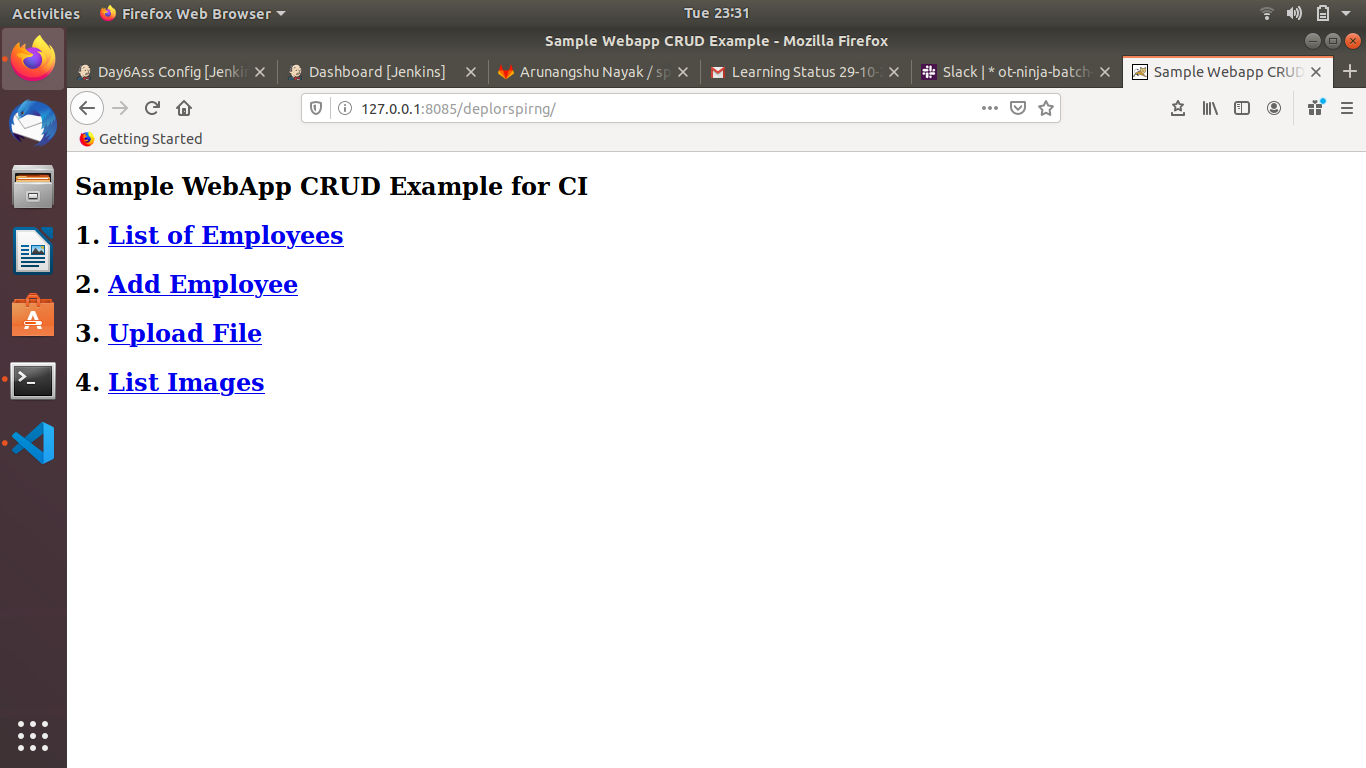 Activities Firefox Web Browser Tue 23:31
Sample Webapp CRUD Example - Mozilla Firefox
Day6Ass Config [Jenkin Dashboard [Jenkins] Arunangshu Nayak / sp Learning Status 29-10- Slack | * ot-ninja-batch- Sample Webapp CRUD
127.0.0.1:8085/deplorspirng/
Getting Started
Sample WebApp CRUD Example for CI
1. List of Employees
2. Add Employee
3. Upload File
4. List Images